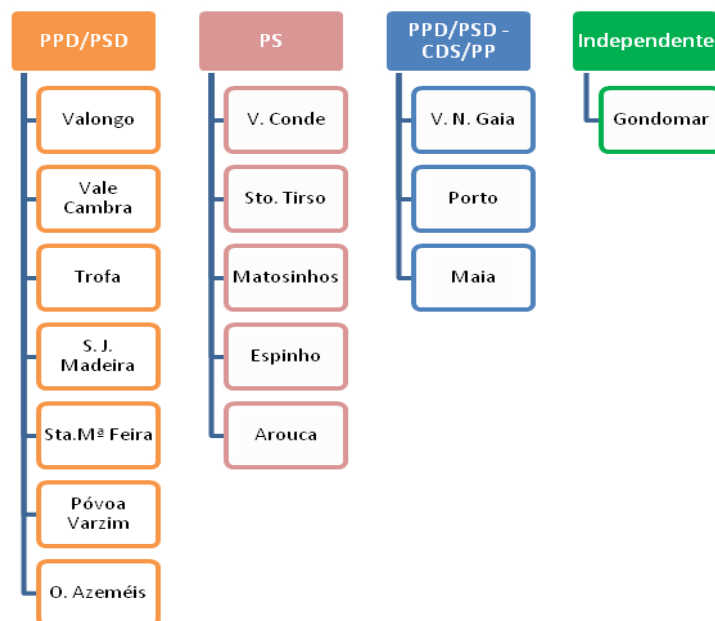 PPD/PSD
Valongo
Vale
Cambra
Trofa
S. J.
Madeira
Sta.Mª Feira
Póvoa
Varzim
O. Azeméis
PS
V. Conde
Sto. Tirso
Matosinhos
Espinho
Arouca
PPD/PSD –
CDS/PP
V. N. Gaia
Porto
Maia
Independente
Gondomar